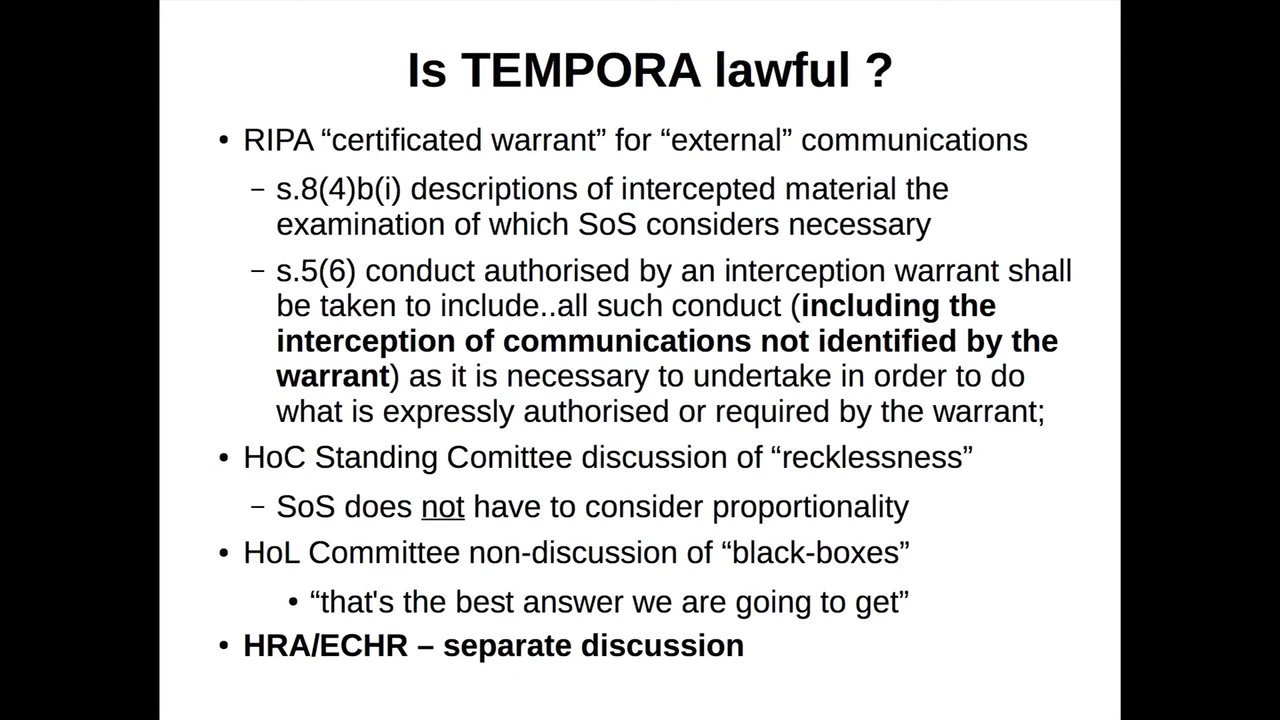 Is TEMPORA lawful ?
• RIPA “certificated warrant” for “external” communications
– s.8(4)b(i) descriptions of intercepted material the
examination of which SoS considers necessary
– s.5(6) conduct authorised by an interception warrant shall
be taken to include..all such conduct (including the
interception of communications not identified by the
warrant) as it is necessary to undertake in order to do
what is expressly authorised or required by the warrant;
• HoC Standing Comittee discussion of “recklessness”
– SoS does not have to consider proportionality
• HoL Committee non-discussion of “black-boxes”
• “that's the best answer we are going to get”
• HRA/ECHR – separate discussion